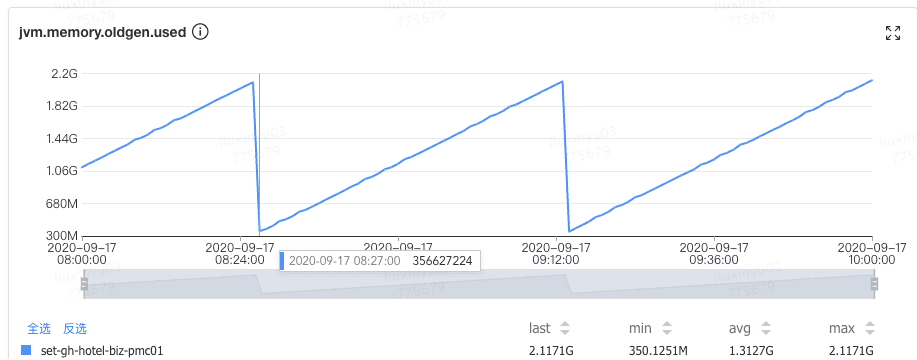 jvm.memory.oldgen.used
2.2G
1.82G
1.44G
1.06G
680M
300M
2020-09-17 08:00:00
2020-09-17 08:24:00
2020-09-17
2020-09-17 09:12:00
2020-09-17 09:36:00
2020-09-17 10:00:00
2020-09-17 08:27:00 356627224
全选 反选 last min avg max
set-gh-hotel-biz-pmc01 2.1171G 350.1251M 1.3127G 2.1171G
liuxinyu03
775679